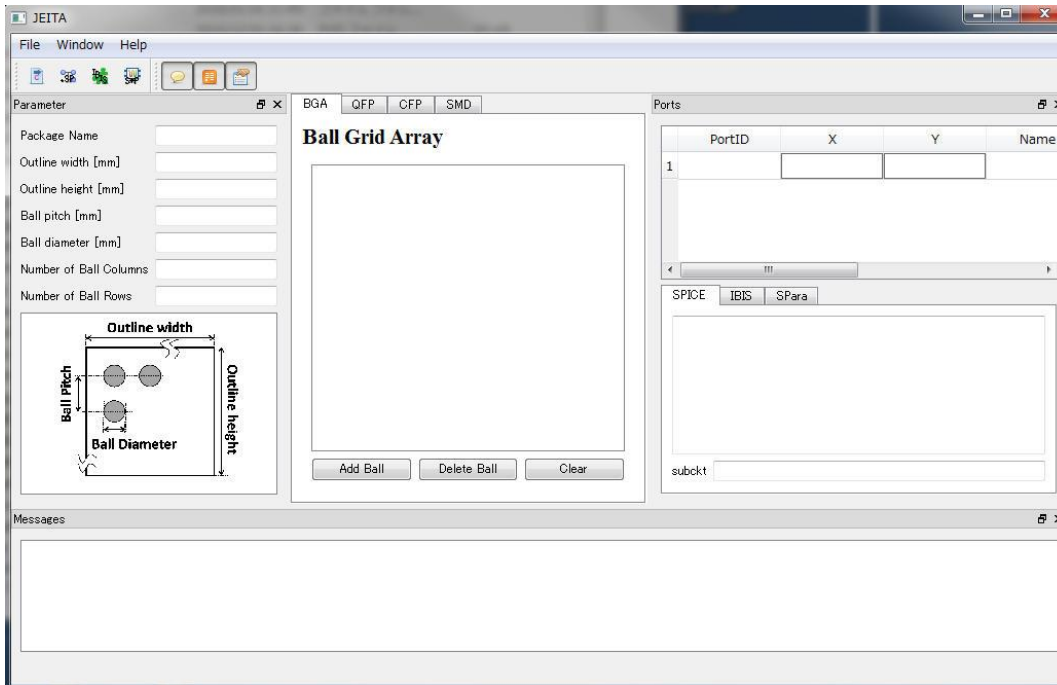 JEITA
File Window Help
Parameter
Package Name
Outline width [mm]
Outline height [mm]
Ball pitch [mm]
Ball diameter [mm]
Number of Ball Columns
Number of Ball Rows
Outline width
Ball Pitch
Outline height
Ball Diameter
BGA QFP CFP SMD
Ball Grid Array
Add Ball Delete Ball Clear
Ports
PortID X Y Name
1
SPICE IBIS SPara
subckt
Messages